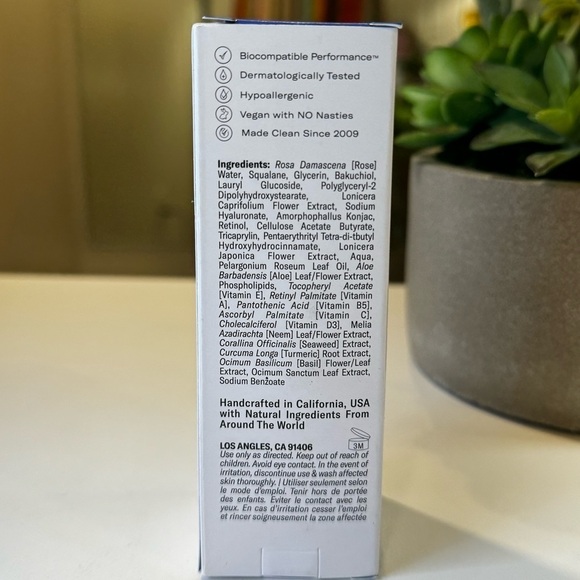 Biocompatible Performance™
Dermatologically Tested
Hypoallergenic
Vegan with NO Nasties
Made Clean Since 2009
Ingredients: Rosa Damascena [Rose]
Water, Squalane, Glycerin, Bakuchiol,
Lauryl Glucoside, Polyglyceryl-2
Dipolyhydroxystearate, Lonicera
Caprifolium Flower Extract, Sodium
Hyaluronate, Amorphophallus Konjac,
Retinol, Cellulose Acetate Butyrate,
Tricaprylin, Pentaerythrityl Tetra-di-tbutyl
Hydroxyhydrocinnamate, Lonicera
Japonica Flower Extract, Aqua,
Pelargonium Roseum Leaf Oil, Aloe
Barbadensis [Aloe] Leaf/Flower Extract,
Phospholipids, Tocopheryl Acetate
[Vitamin E], Retinyl Palmitate [Vitamin
A], Pantothenic Acid [Vitamin B5],
Ascorbyl Palmitate [Vitamin C],
Cholecalciferol [Vitamin D3], Melia
Azadirachta [Neem] Leaf/Flower Extract,
Corallina Officinalis [Seaweed] Extract,
Curcuma Longa [Turmeric] Root Extract,
Ocimum Basilicum [Basil] Flower/Leaf
Extract, Ocimum Sanctum Leaf Extract,
Sodium Benzoate
Handcrafted in California, USA
with Natural Ingredients From
Around The World
LOS ANGLES, CA 91406
3M
Use only as directed. Keep out of reach of
children. Avoid eye contact. In the event of
irritation, discontinue use & wash affected
skin thoroughly. | Utiliser seulement selon
le mode d'emploi. Tenir hors de portée
des enfants. Éviter le contact avec les
yeux. En cas d'irritation cesser l'emploi
et rincer soigneusement la zone affectée